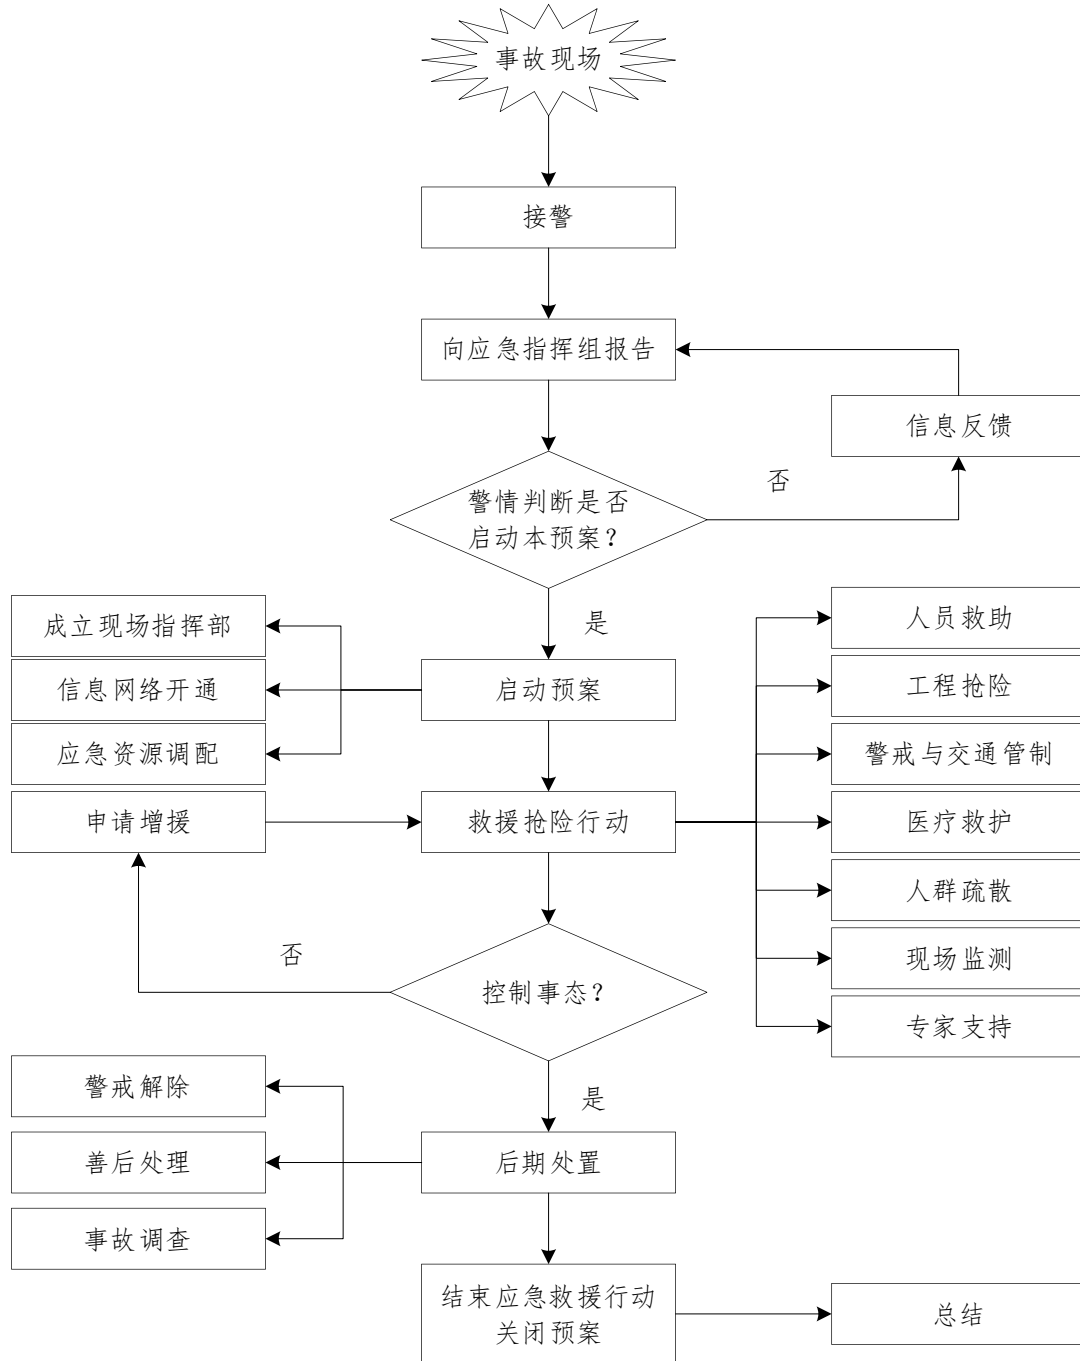 事故现场
接警
向应急指挥组报告
信息反馈
警情判断是否
启动本预案？
否
是
成立现场指挥部
信息网络开通
应急资源调配
申请增援
启动预案
救援抢险行动
人员救助
工程抢险
警戒与交通管制
医疗救护
人群疏散
现场监测
专家支持
否
控制事态？
是
警戒解除
善后处理
事故调查
后期处置
结束应急救援行动
关闭预案
总结